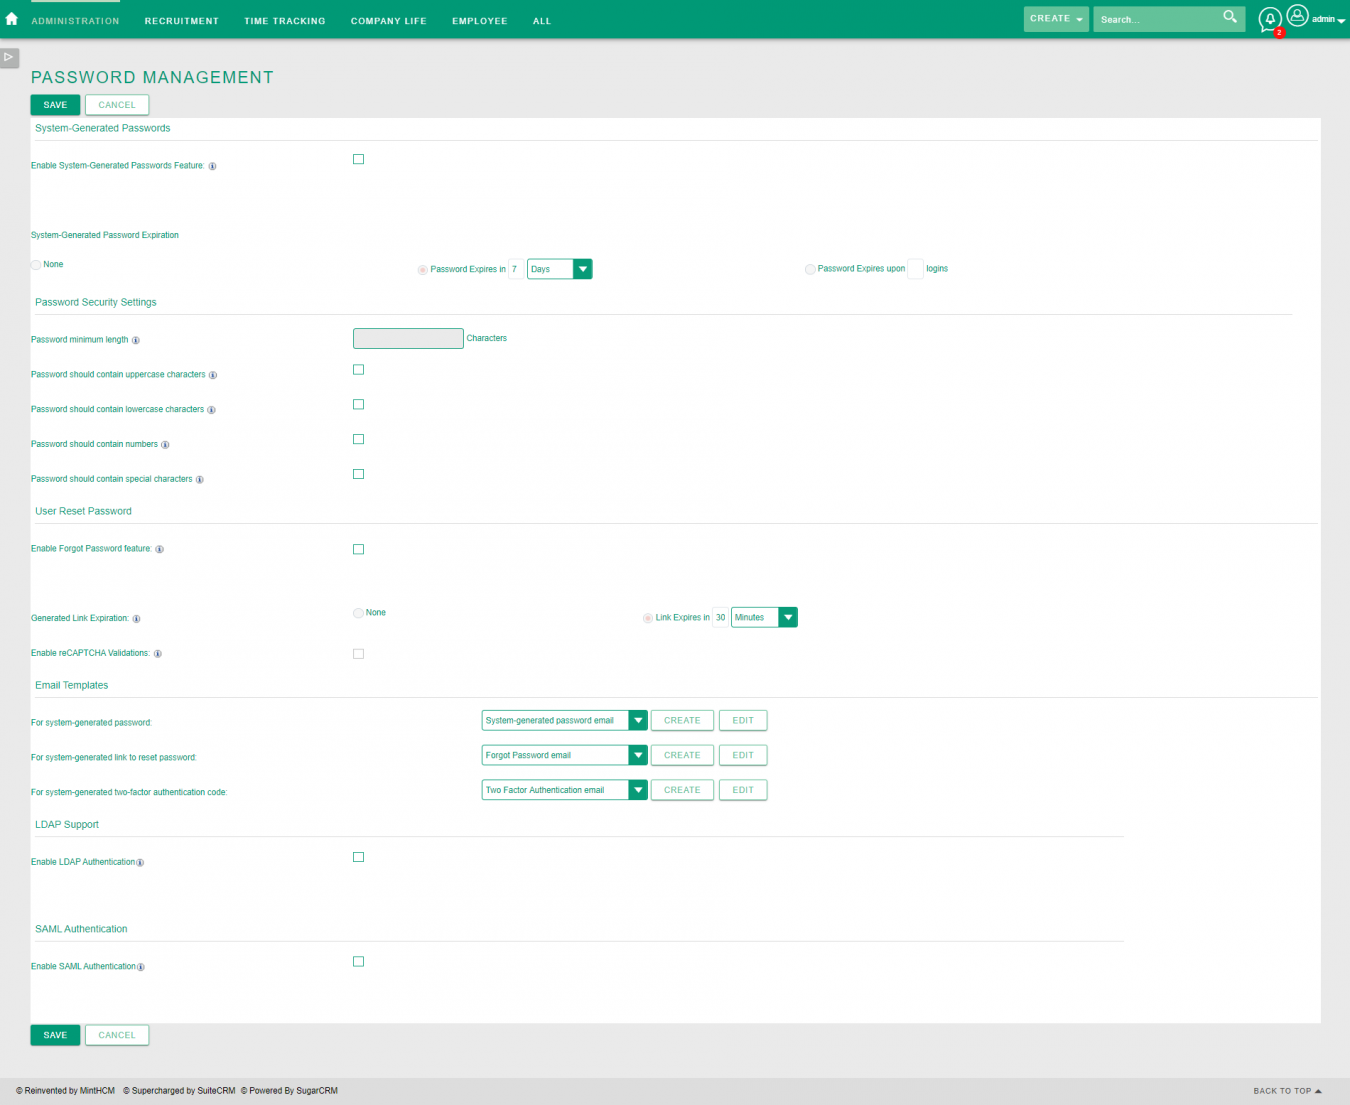 ADMINISTRATION RECRUITMENT TIME TRACKING COMPANY LIFE EMPLOYEE ALL CREATE Search... 2 admin
PASSWORD MANAGEMENT
SAVE CANCEL
System-Generated Passwords
Enable System-Generated Passwords Feature: i
System-Generated Password Expiration
None Password Expires in 7 Days Password Expires upon logins
Password Security Settings
Password minimum length i Characters
Password should contain uppercase characters i
Password should contain lowercase characters i
Password should contain numbers i
Password should contain special characters i
User Reset Password
Enable Forgot Password feature: i
Generated Link Expiration: i None Link Expires in 30 Minutes
Enable reCAPTCHA Validations: i
Email Templates
For system-generated password: System-generated password email CREATE EDIT
For system-generated link to reset password: Forgot Password email CREATE EDIT
For system-generated two-factor authentication code: Two Factor Authentication email CREATE EDIT
LDAP Support
Enable LDAP Authentication i
SAML Authentication
Enable SAML Authentication i
SAVE CANCEL
© Reinvented by MintHCM © Supercharged by SuiteCRM © Powered By SugarCRM BACK TO TOP